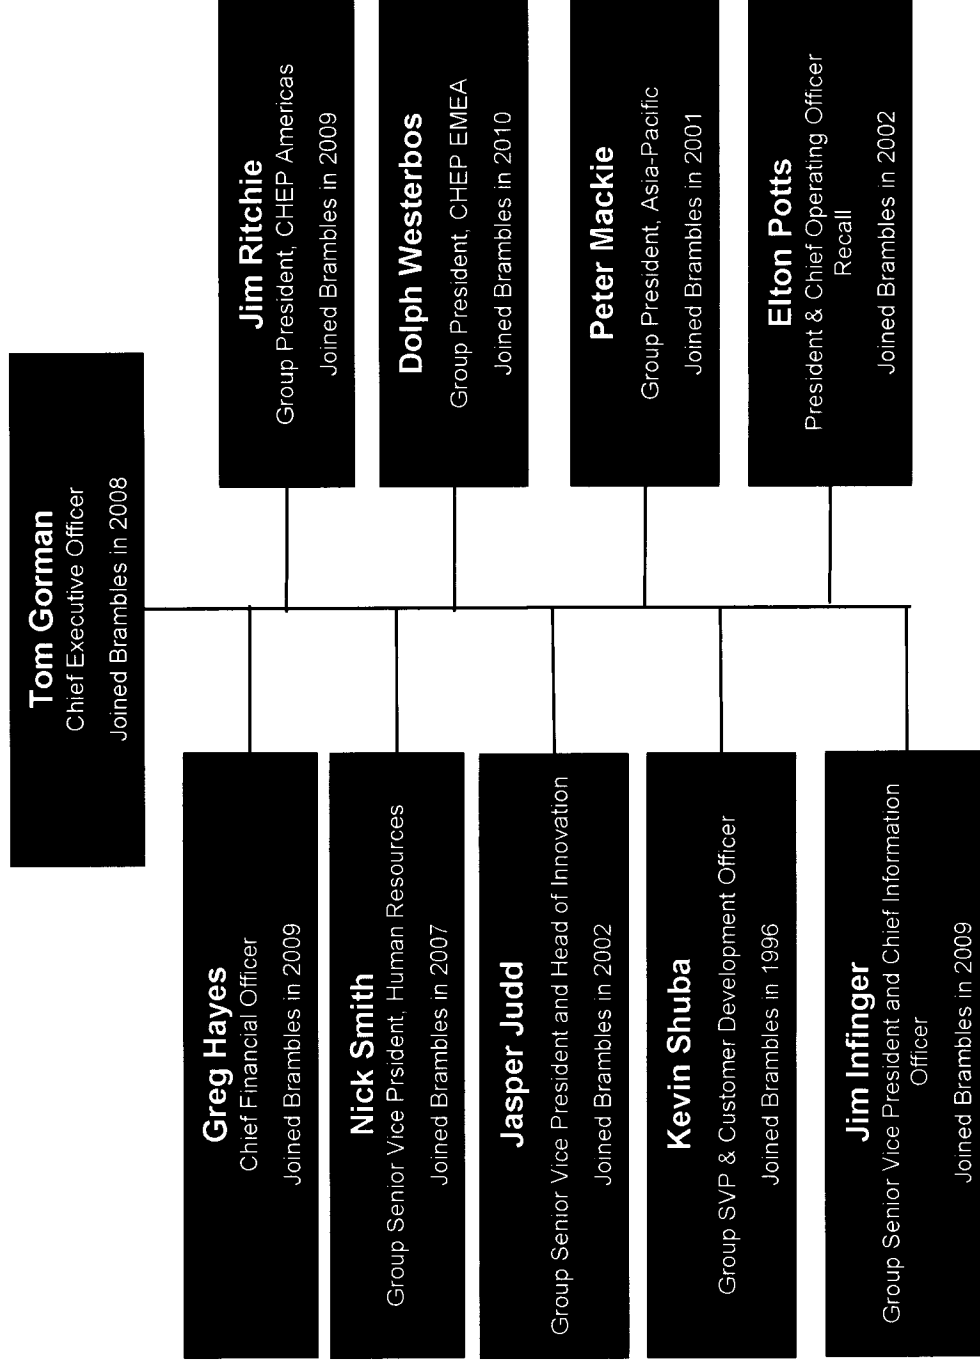 Tom Gorman
Chief Executive Officer
Joined Brambles in 2008
Greg Hayes
Chief Financial Officer
Joined Brambles in 2009
Nick Smith
Group Senior Vice Prsident, Human Resources
Joined Brambles in 2007
Jasper Judd
Group Senior Vice President and Head of Innovation
Joined Brambles in 2002
Kevin Shuba
Group SVP & Customer Development Officer
Joined Brambles in 1996
Jim Infinger
Group Senior Vice President and Chief Information
Officer
Joined Brambles in 2009
Jim Ritchie
Group President, CHEP Americas
Joined Brambles in 2009
Dolph Westerbos
Group President, CHEP EMEA
Joined Brambles in 2010
Peter Mackie
Group President, Asia-Pacific
Joined Brambles in 2001
Elton Potts
President & Chief Operating Officer
Recall
Joined Brambles in 2002